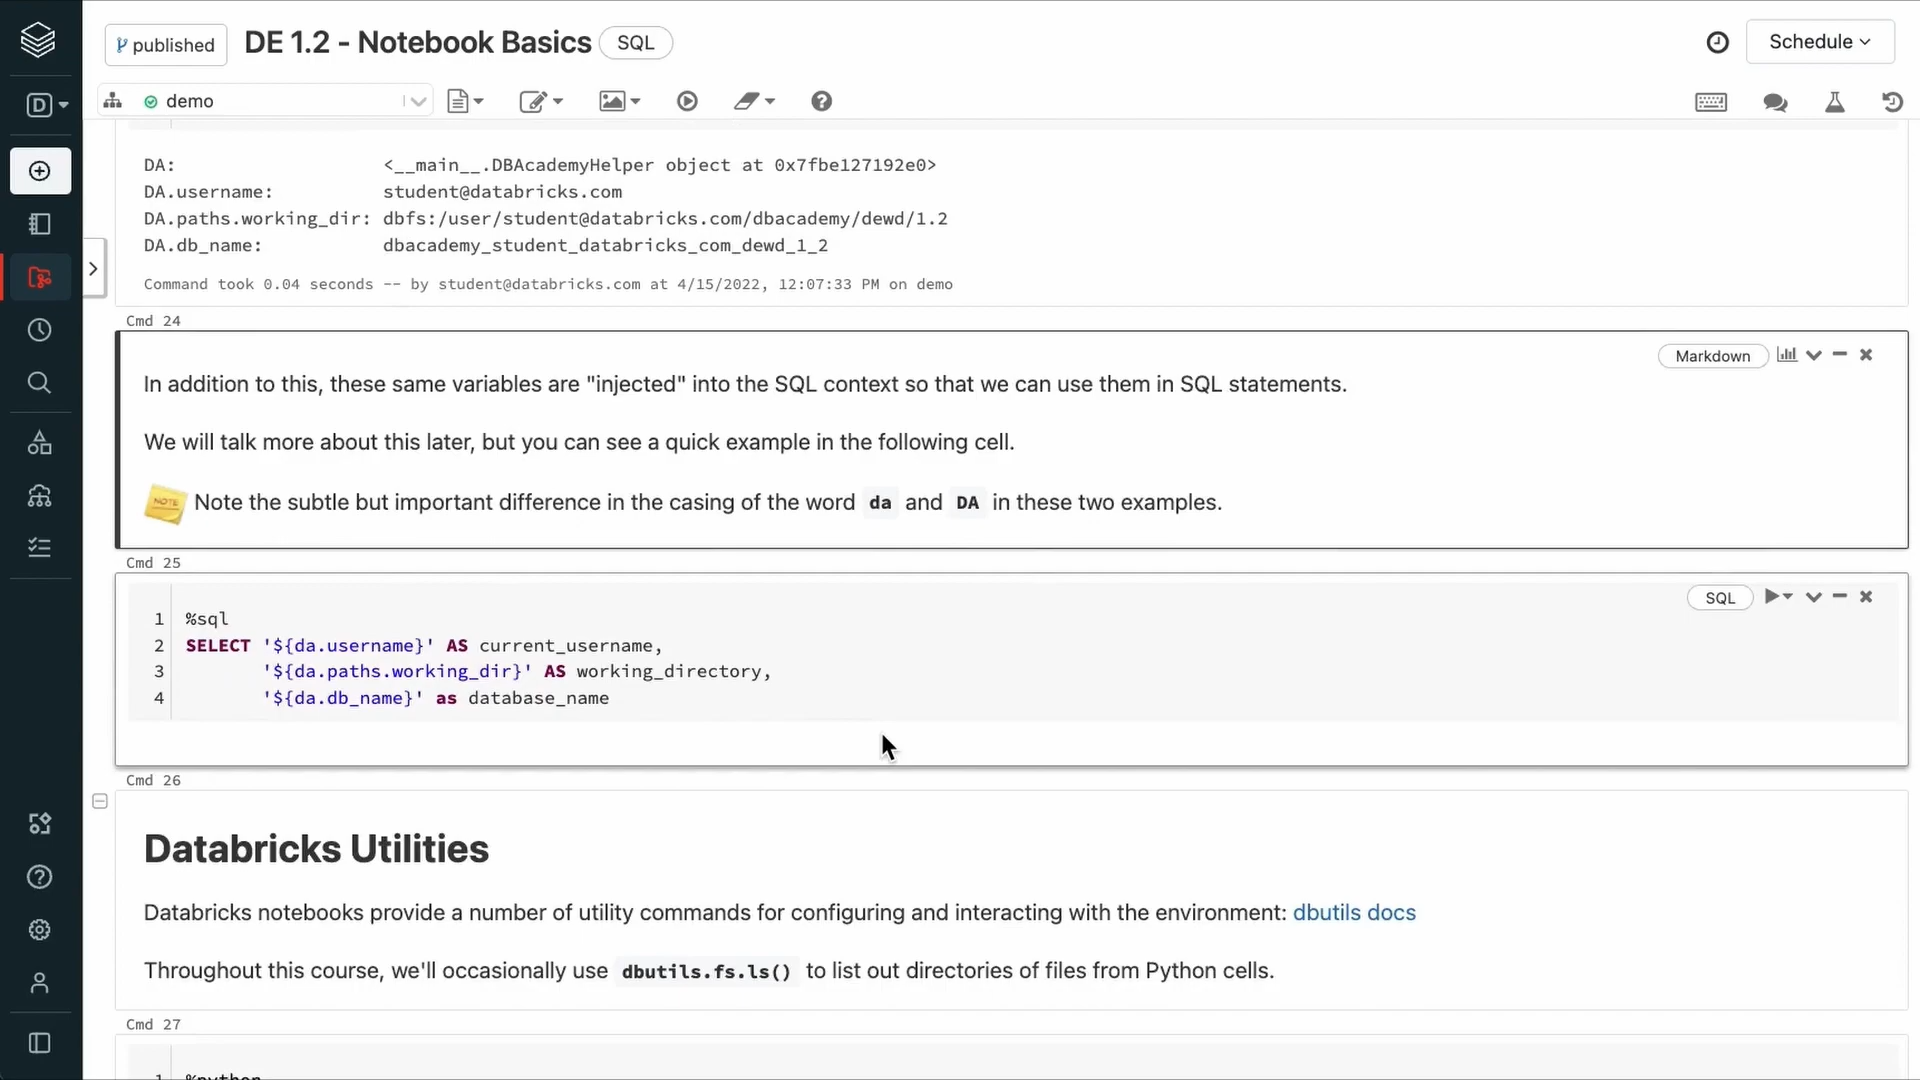 published DE 1.2 - Notebook Basics SQL Schedule
D demo
DA: <__main__.DBAcademyHelper object at 0x7fbe127192e0>
DA.username: student@databricks.com
DA.paths.working_dir: dbfs:/user/student@databricks.com/dbacademy/dewd/1.2
DA.db_name: dbacademy_student_databricks_com_dewd_1_2
Command took 0.04 seconds -- by student@databricks.com at 4/15/2022, 12:07:33 PM on demo
Cmd 24
Markdown
In addition to this, these same variables are "injected" into the SQL context so that we can use them in SQL statements.
We will talk more about this later, but you can see a quick example in the following cell.
NOTE Note the subtle but important difference in the casing of the word da and DA in these two examples.
Cmd 25
SQL
1 %sql
2 SELECT '${da.username}' AS current_username,
3 '${da.paths.working_dir}' AS working_directory,
4 '${da.db_name}' as database_name
Cmd 26
Databricks Utilities
Databricks notebooks provide a number of utility commands for configuring and interacting with the environment: dbutils docs
Throughout this course, we'll occasionally use dbutils.fs.ls() to list out directories of files from Python cells.
Cmd 27
1 %python